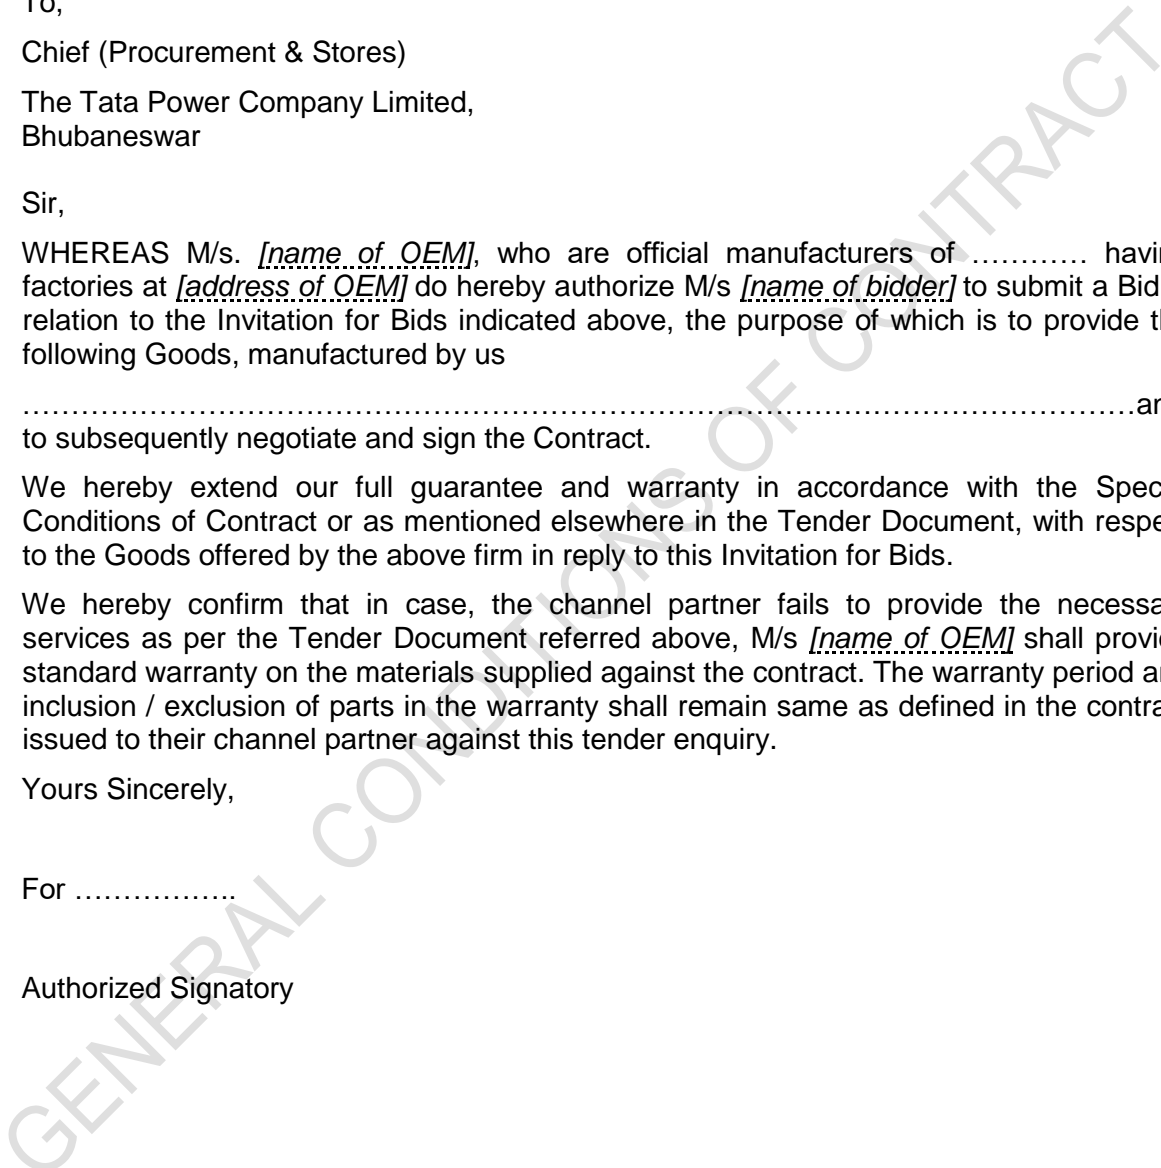 To,
Chief (Procurement & Stores)
The Tata Power Company Limited,
Bhubaneswar
Sir,
WHEREAS M/s. [name of OEM], who are official manufacturers of ………… havin
factories at [address of OEM] do hereby authorize M/s [name of bidder] to submit a Bid
relation to the Invitation for Bids indicated above, the purpose of which is to provide th
following Goods, manufactured by us
……………………………………………………………………………………………………an
to subsequently negotiate and sign the Contract.
We hereby extend our full guarantee and warranty in accordance with the Spec
Conditions of Contract or as mentioned elsewhere in the Tender Document, with respe
to the Goods offered by the above firm in reply to this Invitation for Bids.
We hereby confirm that in case, the channel partner fails to provide the necessa
services as per the Tender Document referred above, M/s [name of OEM] shall provid
standard warranty on the materials supplied against the contract. The warranty period an
inclusion / exclusion of parts in the warranty shall remain same as defined in the contra
issued to their channel partner against this tender enquiry.
Yours Sincerely,
For ……………..
Authorized Signatory
GENERAL CONDITIONS OF CONTRACT